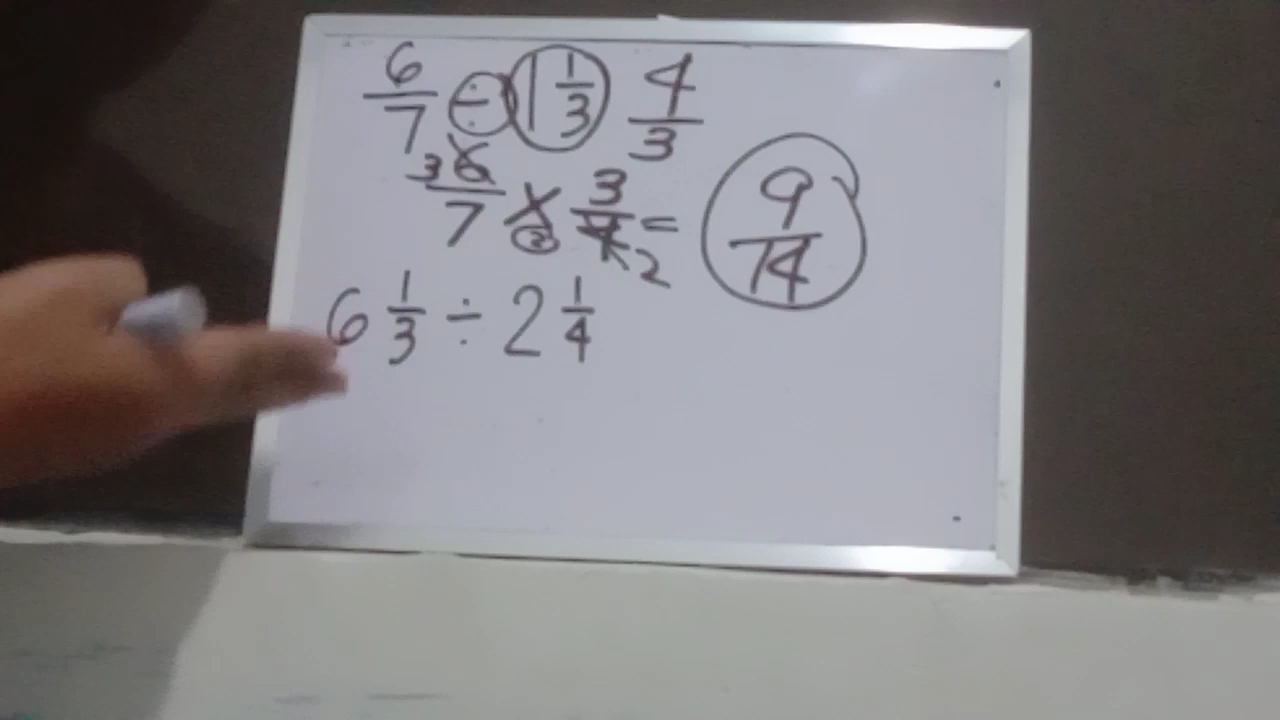 6/7 ÷ 1 1/3 4/3
3 6/7 × 3/4 = 9/14
2 2
6 1/3 ÷ 2 1/4